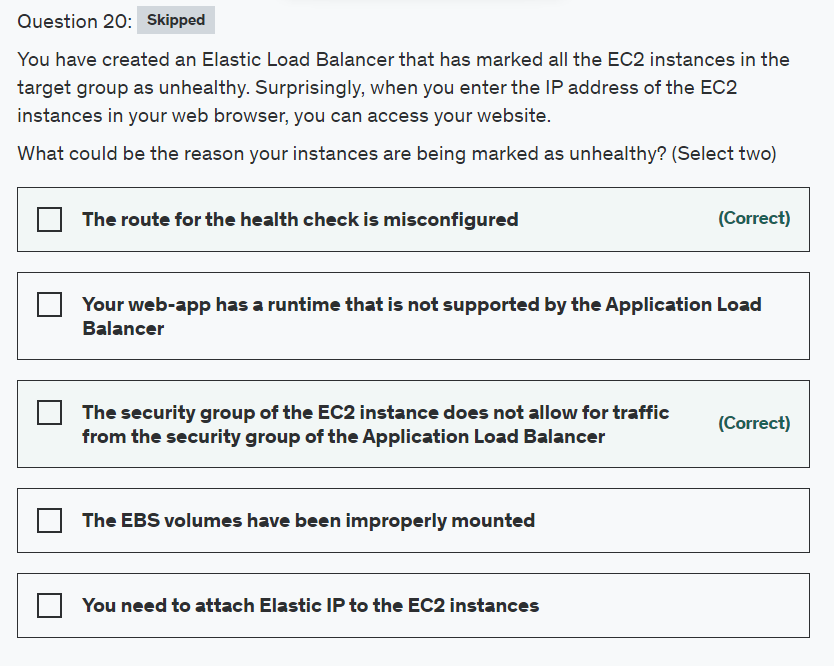 Question 20: Skipped
You have created an Elastic Load Balancer that has marked all the EC2 instances in the
target group as unhealthy. Surprisingly, when you enter the IP address of the EC2
instances in your web browser, you can access your website.
What could be the reason your instances are being marked as unhealthy? (Select two)
The route for the health check is misconfigured (Correct)
Your web-app has a runtime that is not supported by the Application Load
Balancer
The security group of the EC2 instance does not allow for traffic
from the security group of the Application Load Balancer (Correct)
The EBS volumes have been improperly mounted
You need to attach Elastic IP to the EC2 instances